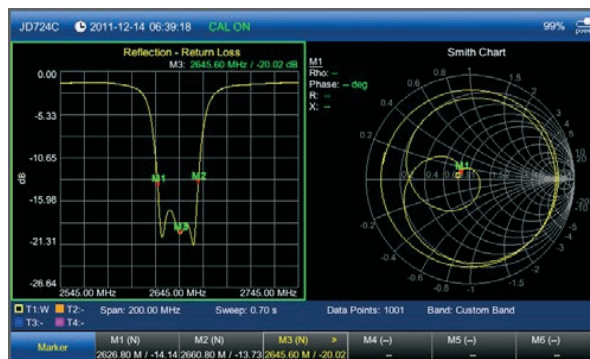 JD724C 2011-12-14 06:39:18 CAL ON 99%
Reflection - Return Loss
M3: 2645.60 MHz / -20.02 dB
0.00
-5.33
-10.65
-15.98
-21.31
-26.64
dB
M1
M2
M3
2545.00 MHz 2645.00 MHz 2745.00 MHz
Smith Chart
M1
Rho: --
Phase: -- deg
R: --
X: --
M1
T1:W T2:- Span: 200.00 MHz Sweep: 0.70 s Data Points: 1001 Band: Custom Band
T3:- T4:-
Marker
M1 (N) M2 (N) M3 (N) » M4 (--) M5 (--) M6 (--)
2626.80 M / -14.14 2660.80 M / -13.73 2645.60 M / -20.02 -- -- --